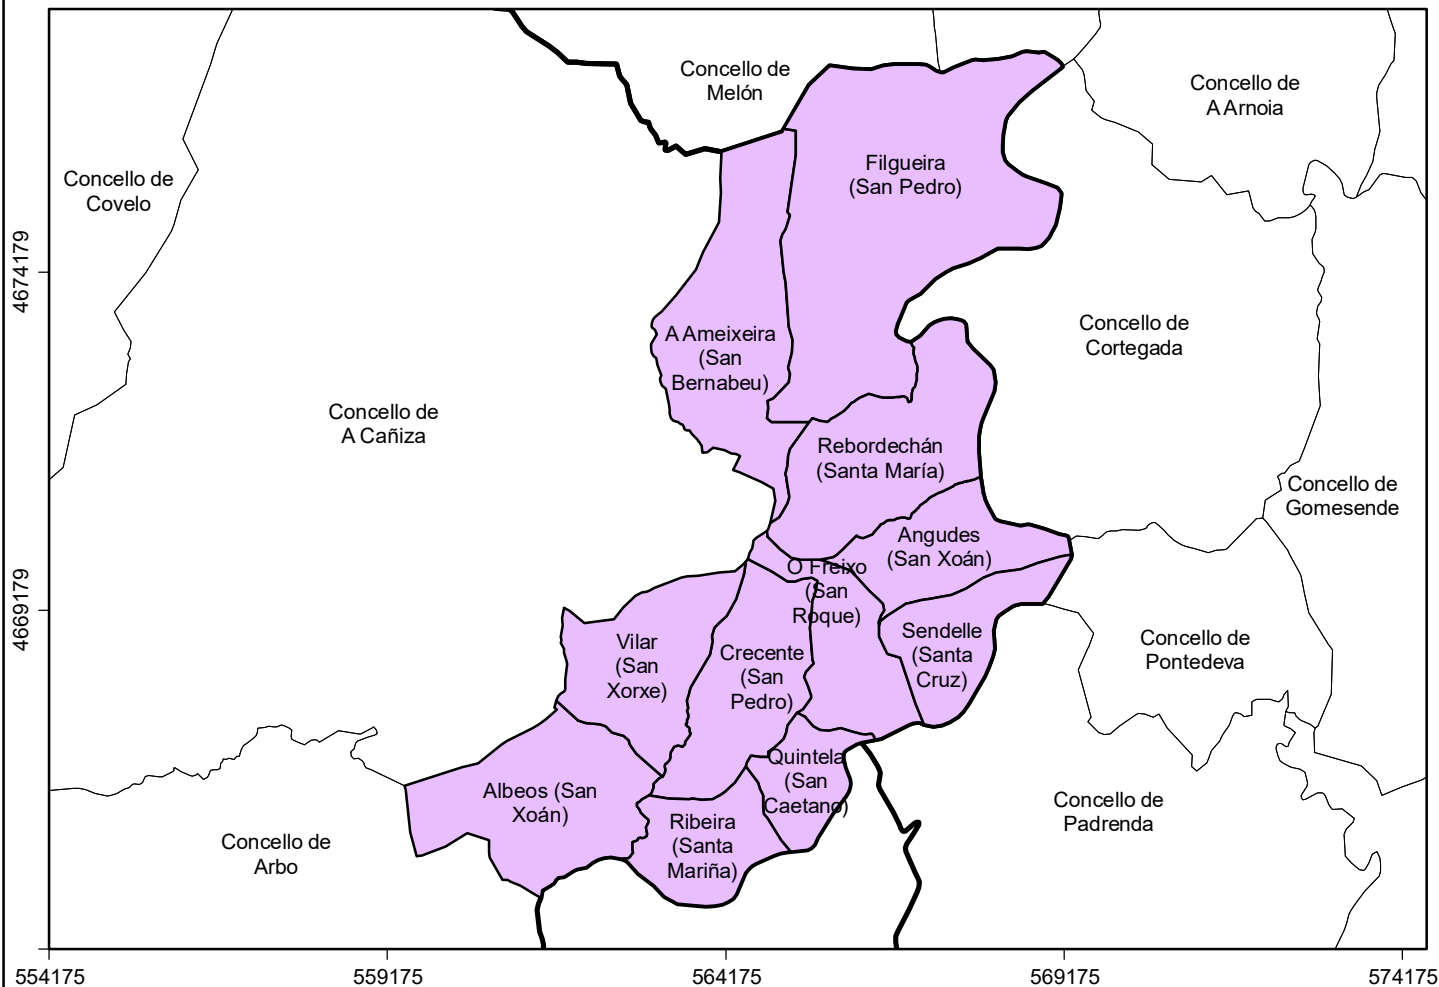 Concello de
Melón
Concello de
A Arnoia
Filgueira
(San Pedro)
Concello de
Covelo
4674179
A Ameixeira
(San
Bernabeu)
Concello de
Cortegada
Concello de
A Cañiza
Rebordechán
(Santa María)
Concello de
Gomesende
Angudes
(San Xoán)
O Freixo
(San
Roque)
4669179
Vilar
(San
Xorxe)
Crecente
(San
Pedro)
Sendelle
(Santa
Cruz)
Concello de
Pontedeva
Quintela
(San
Caetano)
Albeos (San
Xoán)
Ribeira
(Santa
Mariña)
Concello de
Padrenda
Concello de
Arbo
554175
559175
564175
569175
574175